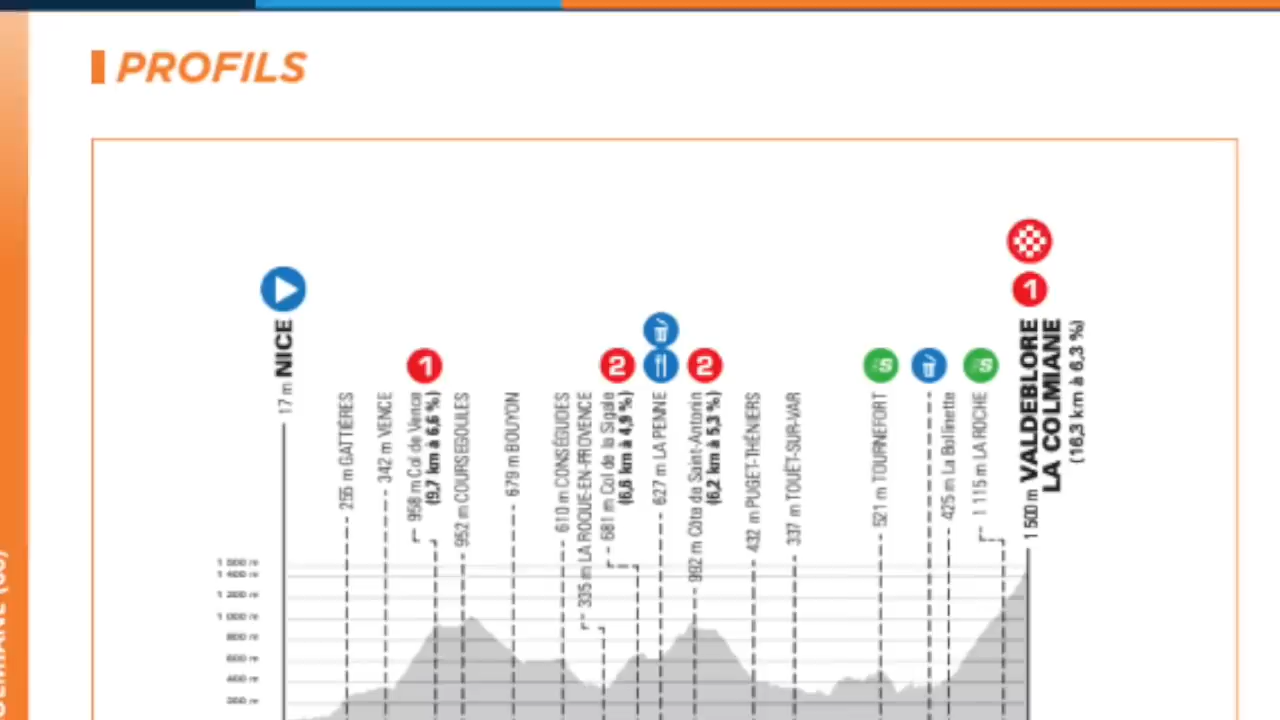 PROFILS
17 m NICE
255 m GATTIÈRES
342 m VENCE
1
958 m Col de Vence
(9,7 km à 6,6 %)
952 m COURSEGOULES
679 m BOUYON
610 m CONSÉGUDES
335 m LA ROQUE-EN-PROVENCE
2
681 m Col de la Sigale
(6,6 km à 4,9 %)
627 m LA PENNE
2
992 m Côte de Saint-Antonin
(6,2 km à 5,1 %)
432 m PUGET-THÉNIERS
337 m TOUËT-SUR-VAR
S
521 m TOURNEFORT
425 m La Bollinette
S
1 115 m LA ROCHE
1
1 500 m VALDEBLORE
LA COLMIANE
(16,3 km à 6,3 %)
1 400 m
1 200 m
1 000 m
800 m
600 m
400 m
200 m